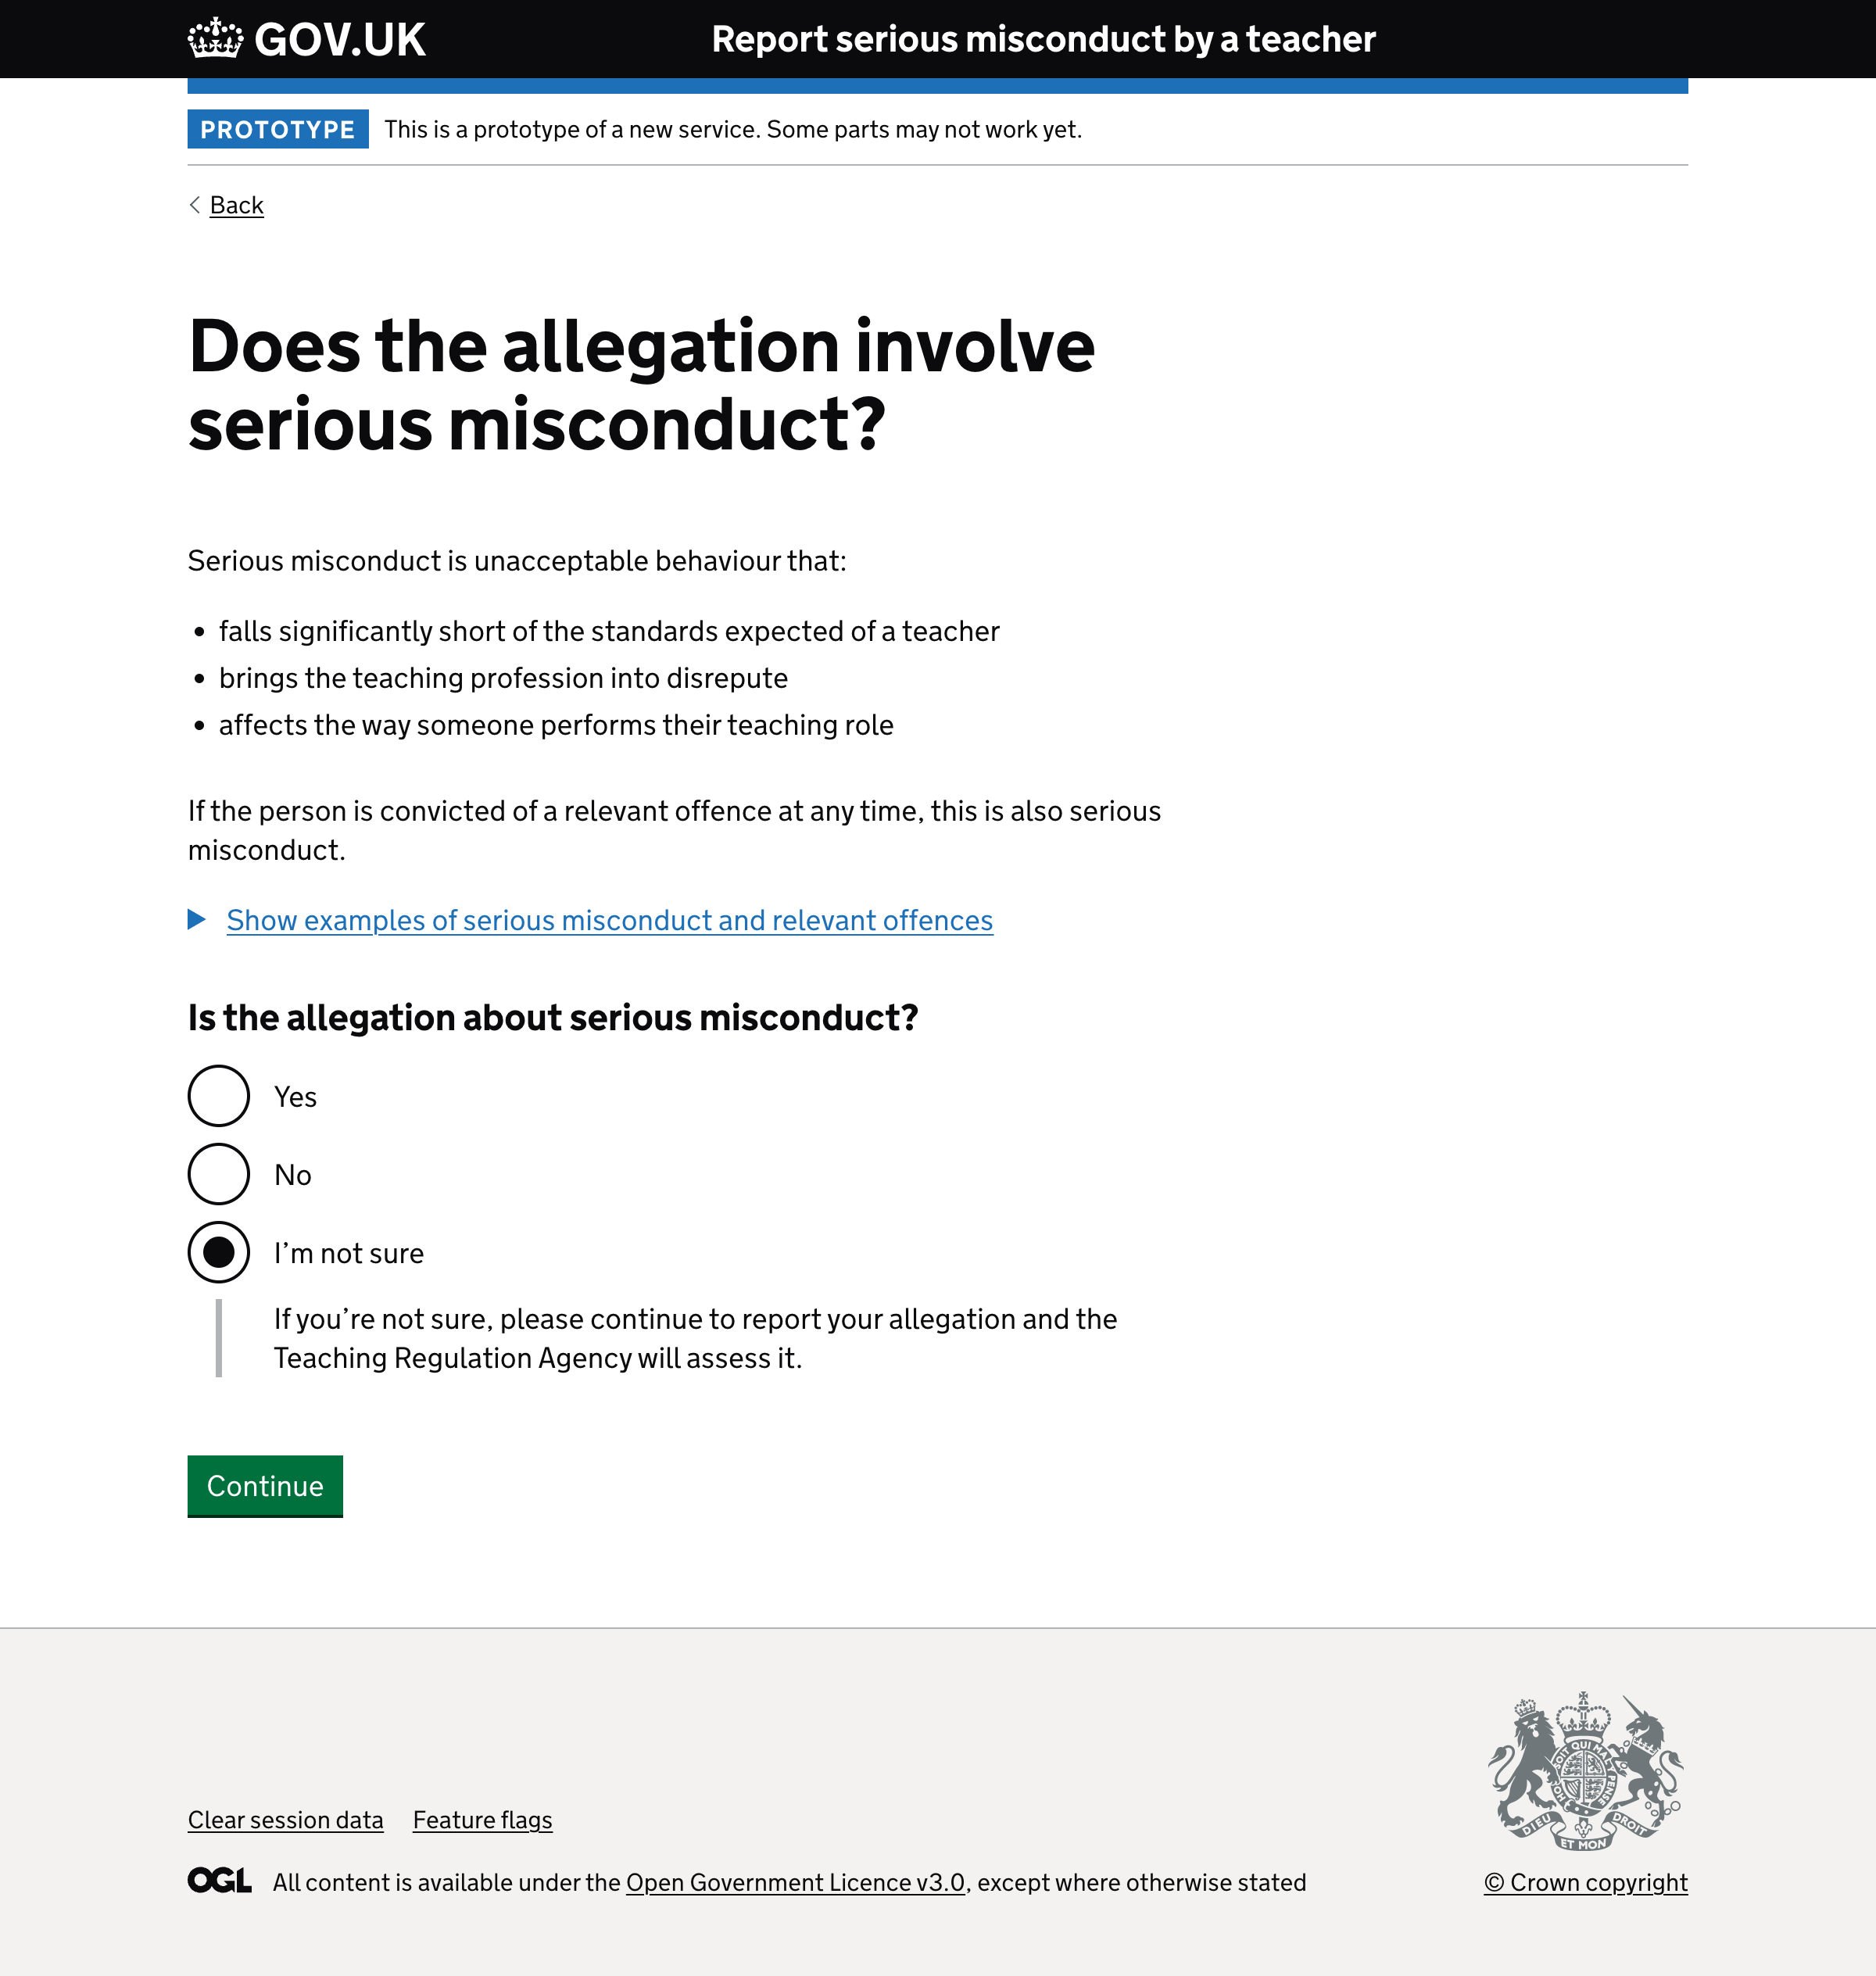 GOV.UK
Report serious misconduct by a teacher
PROTOTYPE
This is a prototype of a new service. Some parts may not work yet.
Back
Does the allegation involve
serious misconduct?
Serious misconduct is unacceptable behaviour that:
• falls significantly short of the standards expected of a teacher
• brings the teaching profession into disrepute
• affects the way someone performs their teaching role
If the person is convicted of a relevant offence at any time, this is also serious
misconduct.
Show examples of serious misconduct and relevant offences
Is the allegation about serious misconduct?
Yes
No
I’m not sure
If you’re not sure, please continue to report your allegation and the
Teaching Regulation Agency will assess it.
Continue
Clear session data
Feature flags
DIEU
ET MON
DROIT
OGL
All content is available under the Open Government Licence v3.0, except where otherwise stated
© Crown copyright